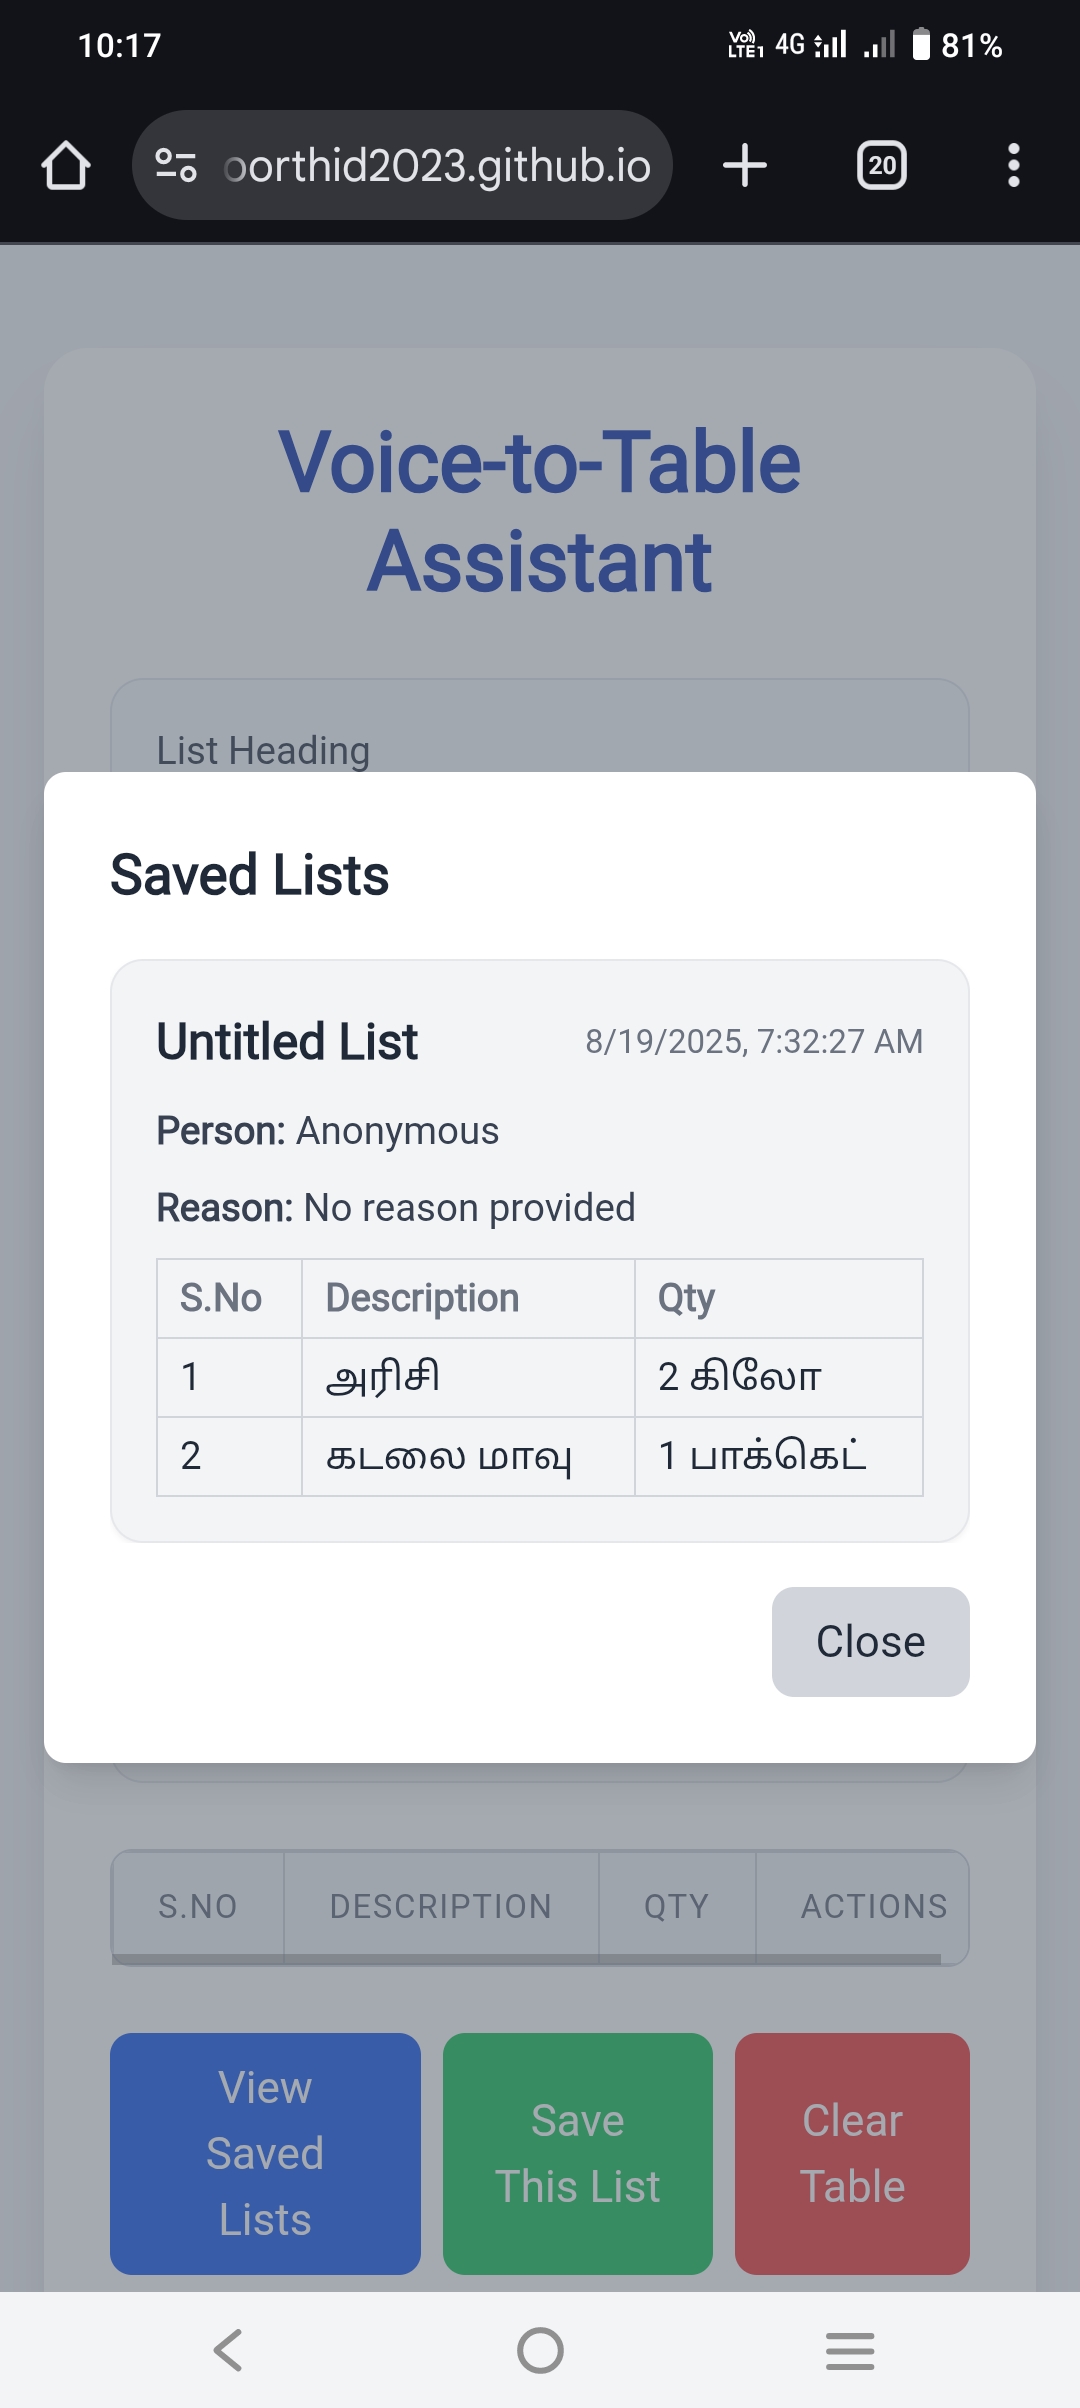 10:17
Vo)) LTE1 4G 81%
oorthid2023.github.io
20
Voice-to-Table
Assistant
List Heading
Saved Lists
Untitled List 8/19/2025, 7:32:27 AM
Person: Anonymous
Reason: No reason provided
S.No Description Qty
1 அரிசி 2 கிலோ
2 கடலை மாவு 1 பாக்கெட்
Close
S.NO DESCRIPTION QTY ACTIONS
View
Saved
Lists
Save
This List
Clear
Table